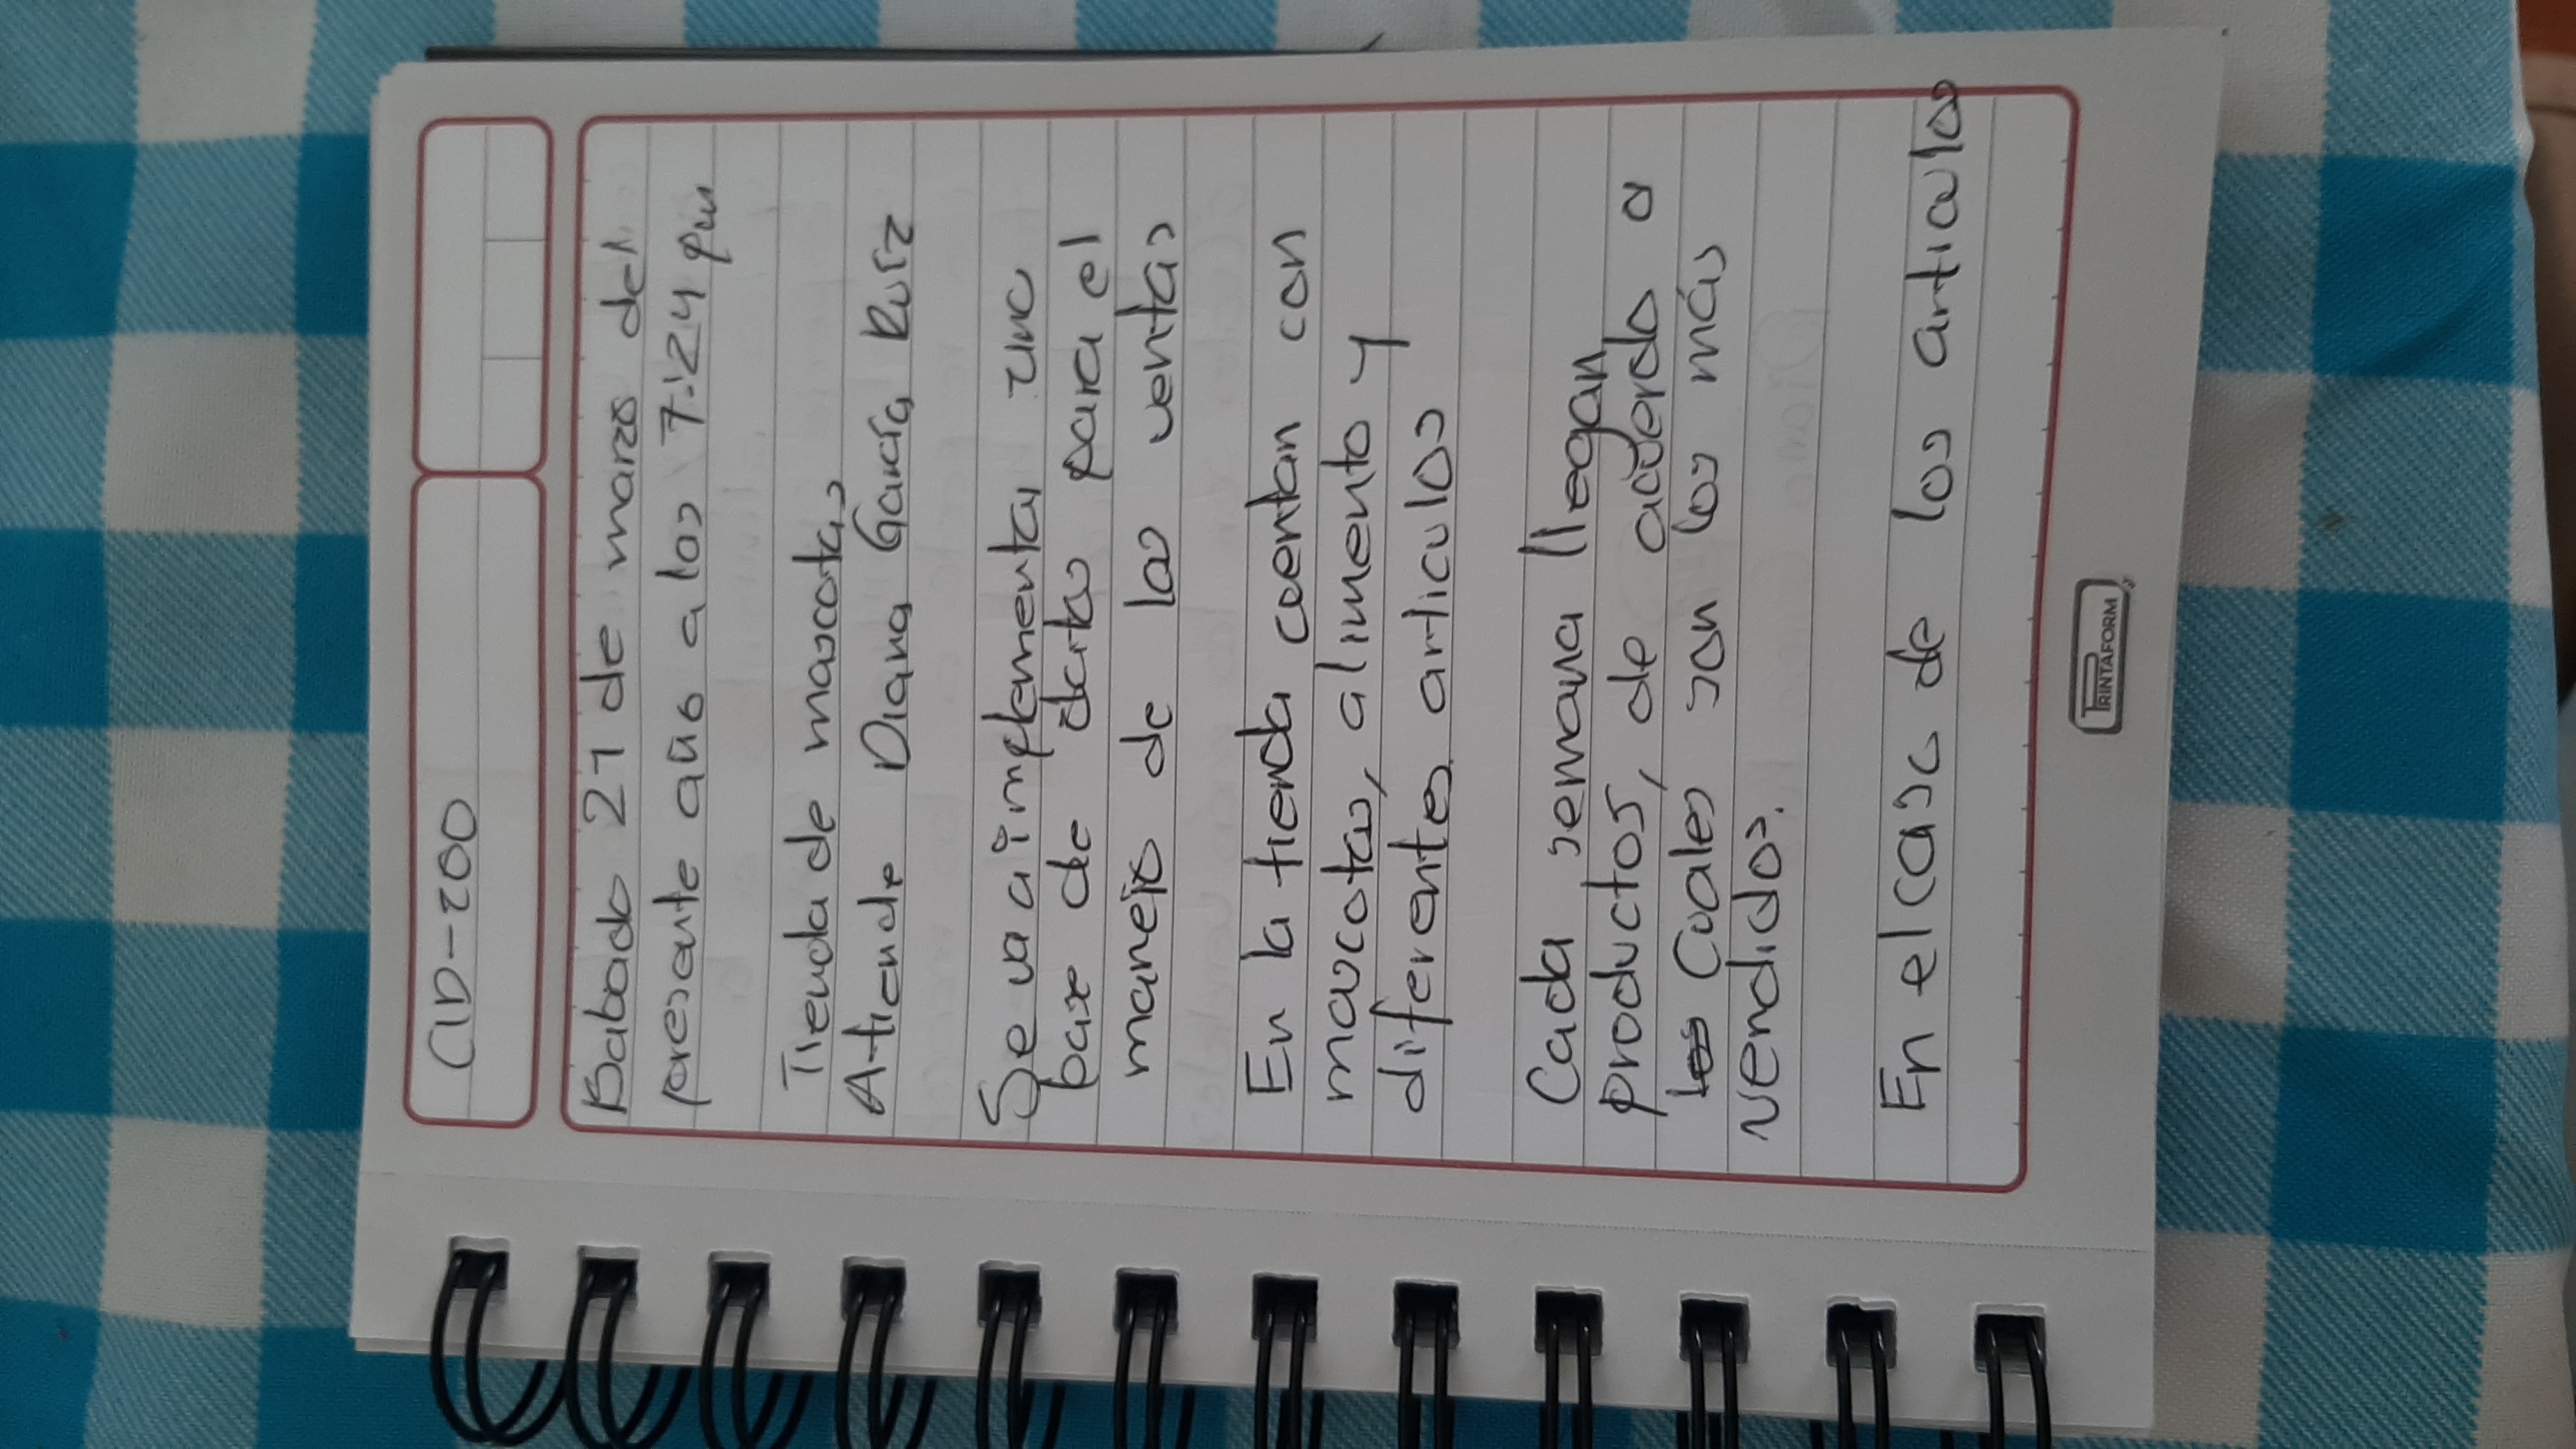 CID-200
Sabado 21 de marzo del
presente año a las 7:24 pm
Tienda de mascotas
Atiende Diana García Ruíz
Se va a implementar una
base de datos para el
manejo de las ventas
En la tienda cuentan con
mascotas, alimento y
diferentes articulos
Cada semana llegan
productos, de acuerdo a
los cuales son los más
vendidos.
En el caso de los articulos
PRINTAFORM